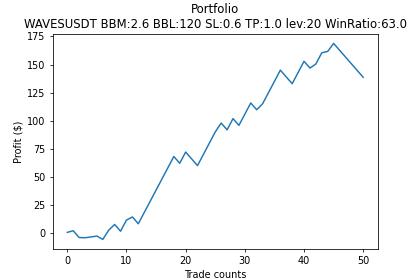 Portfolio
WAVESUSDT BBM:2.6 BBL:120 SL:0.6 TP:1.0 lev:20 WinRatio:63.0
175
150
125
100
75
50
25
0
Profit ($)
0 10 20 30 40 50
Trade counts